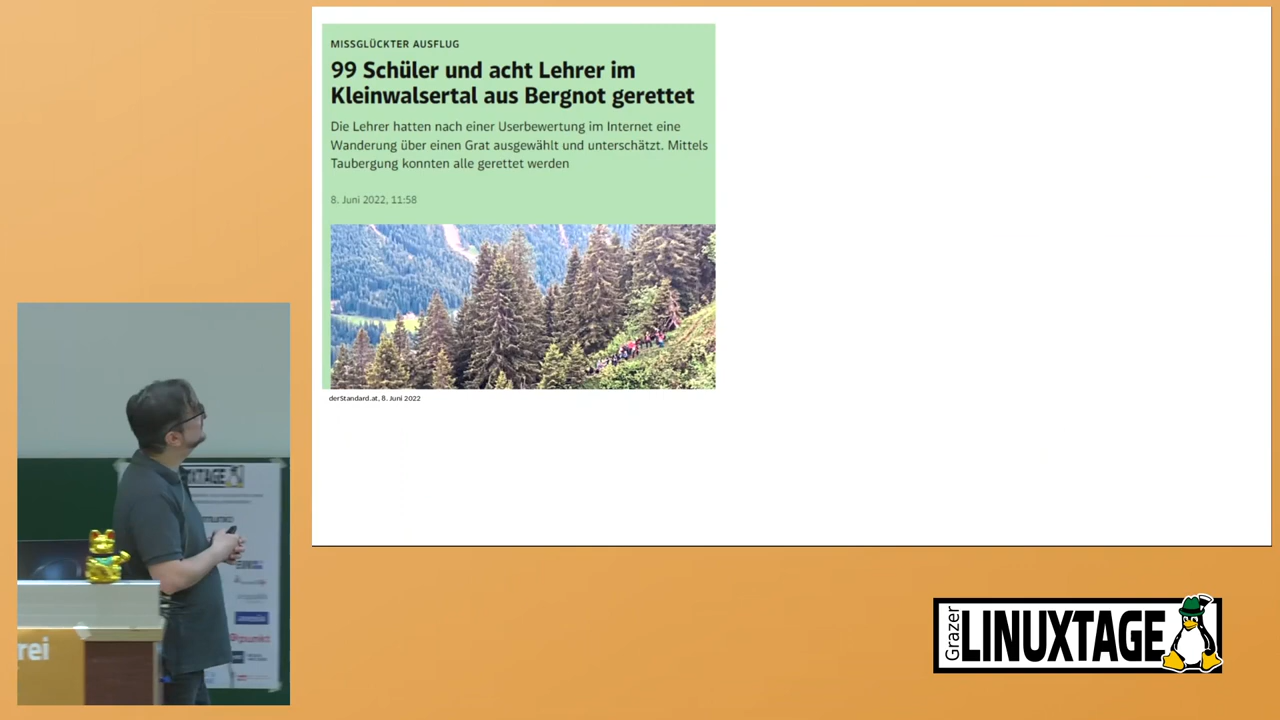 MISSGLÜCKTER AUSFLUG
99 Schüler und acht Lehrer im
Kleinwalsertal aus Bergnot gerettet
Die Lehrer hatten nach einer Userbewertung im Internet eine
Wanderung über einen Grat ausgewählt und unterschätzt. Mittels
Taubergung konnten alle gerettet werden
8. Juni 2022, 11:58
derStandard.at, 8. Juni 2022
rei
Grazer
LINUXTAGE